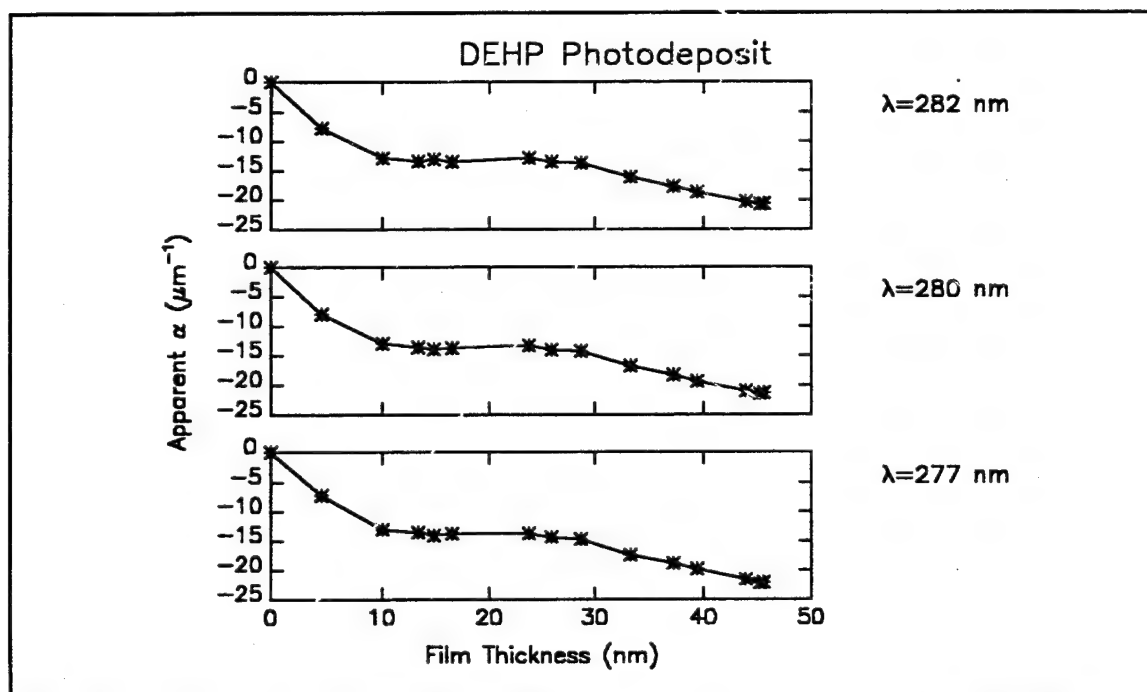 DEHP Photodeposit
0
−5
−10
−15
−20
−25
λ=282 nm
0
−5
−10
−15
−20
−25
λ=280 nm
0
−5
−10
−15
−20
−25
λ=277 nm
0 10 20 30 40 50
Apparent α (μm⁻¹)
Film Thickness (nm)